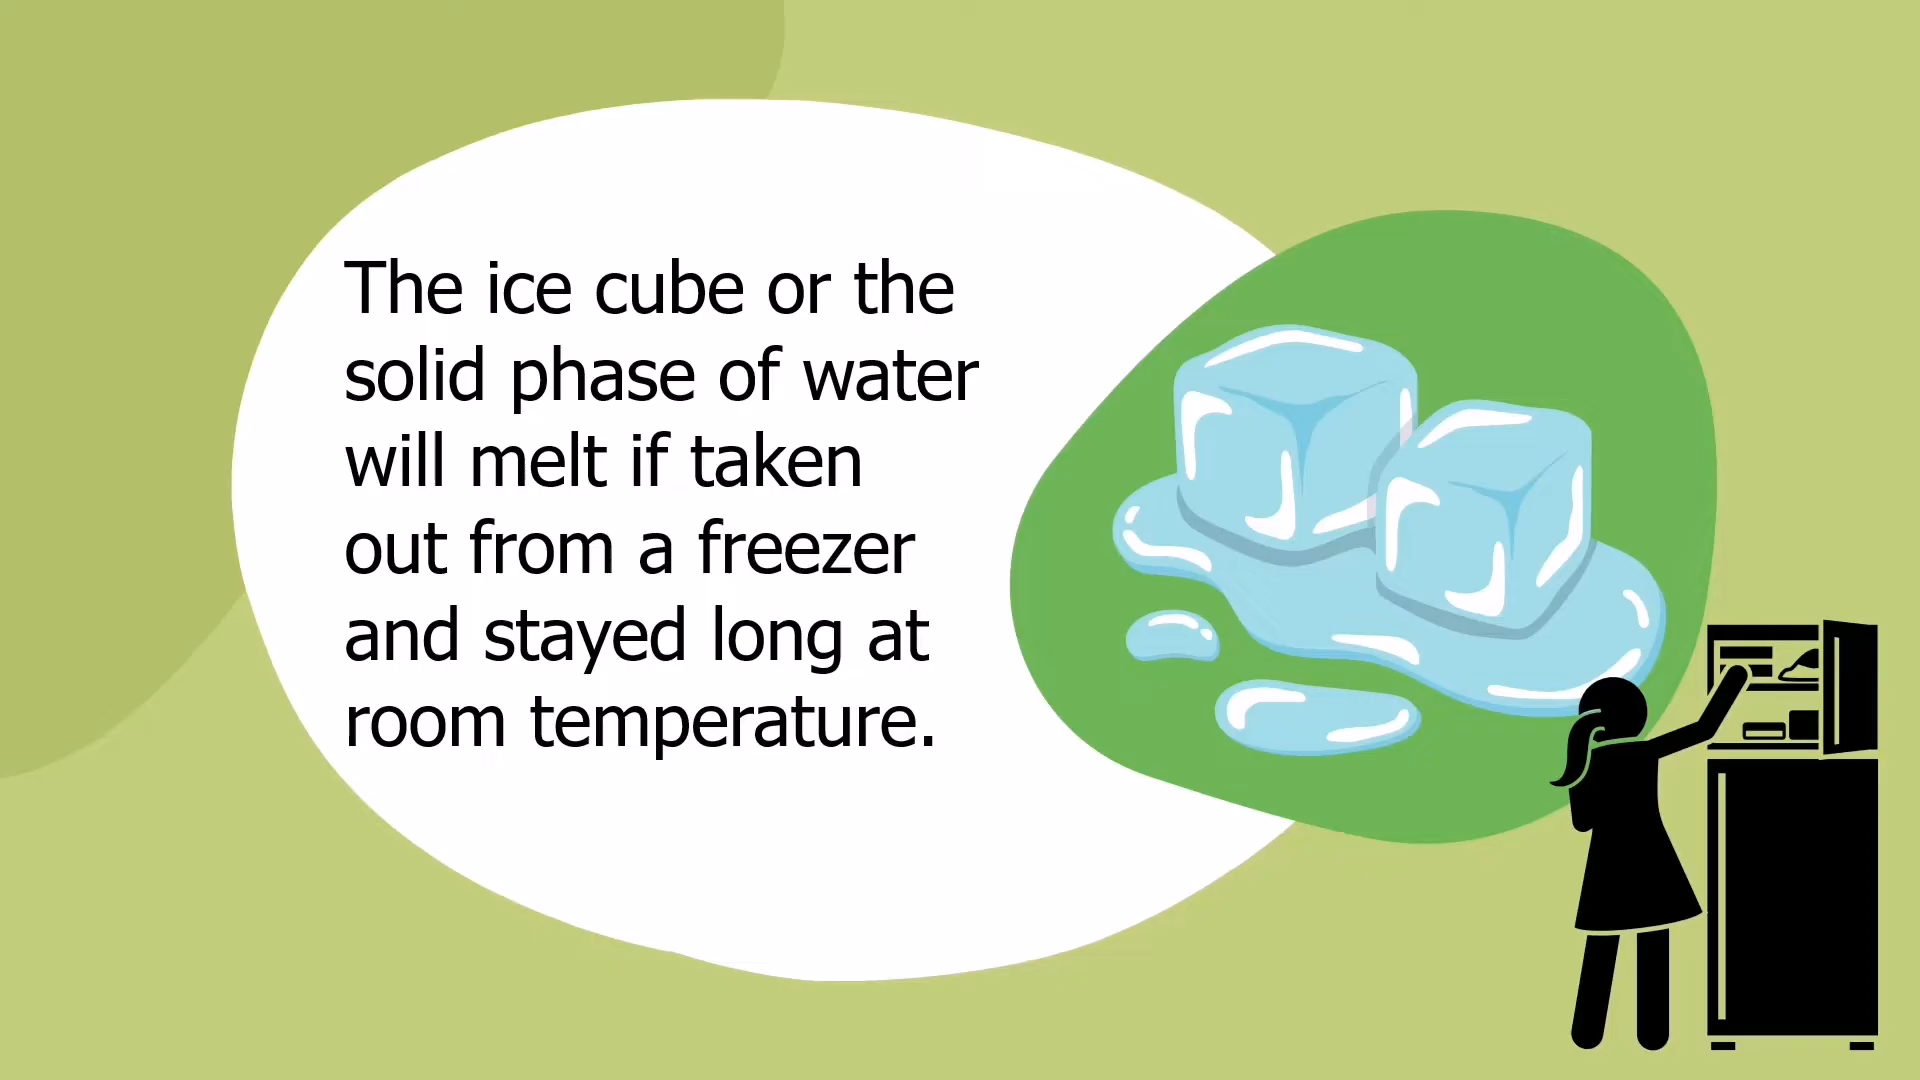 The ice cube or the
solid phase of water
will melt if taken
out from a freezer
and stayed long at
room temperature.